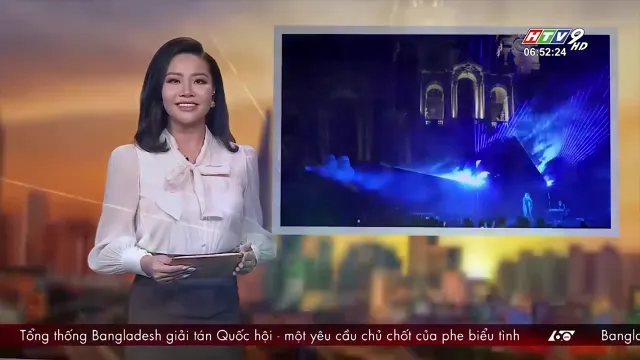 HTV9 HD
06:52:24
Tổng thống Bangladesh giải tán Quốc hội - một yêu cầu chủ chốt của phe biểu tình 60 Bangla